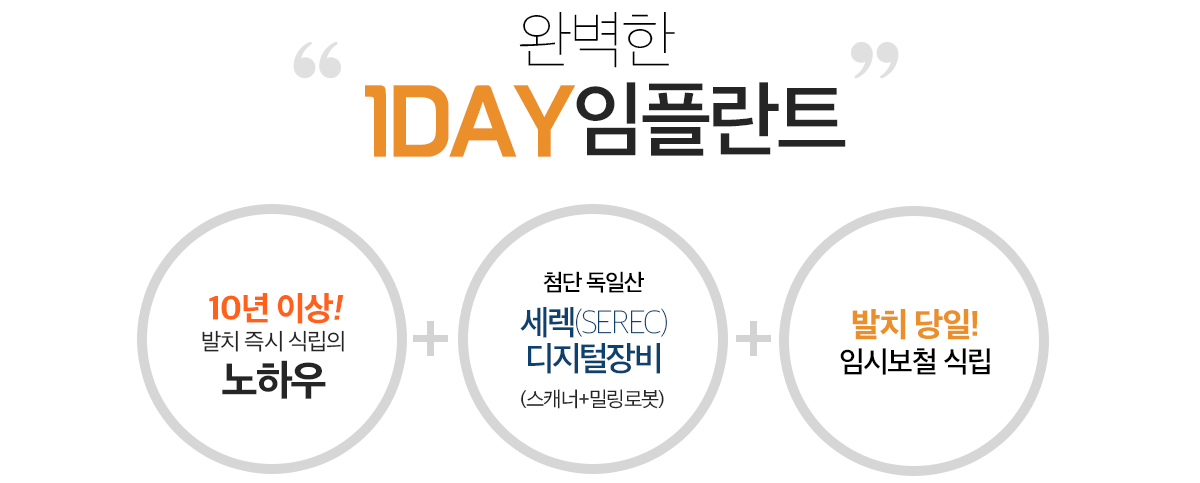 “ 완벽한 ”
1DAY임플란트
10년 이상!
발치 즉시 식립의
노하우
+
첨단 독일산
세렉(SEREC)
디지털장비
(스캐너+밀링로봇)
+
발치 당일!
임시보철 식립